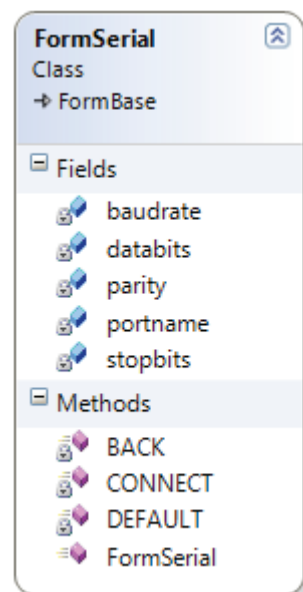 FormSerial
Class
FormBase
Fields
baudrate
databits
parity
portname
stopbits
Methods
BACK
CONNECT
DEFAULT
FormSerial